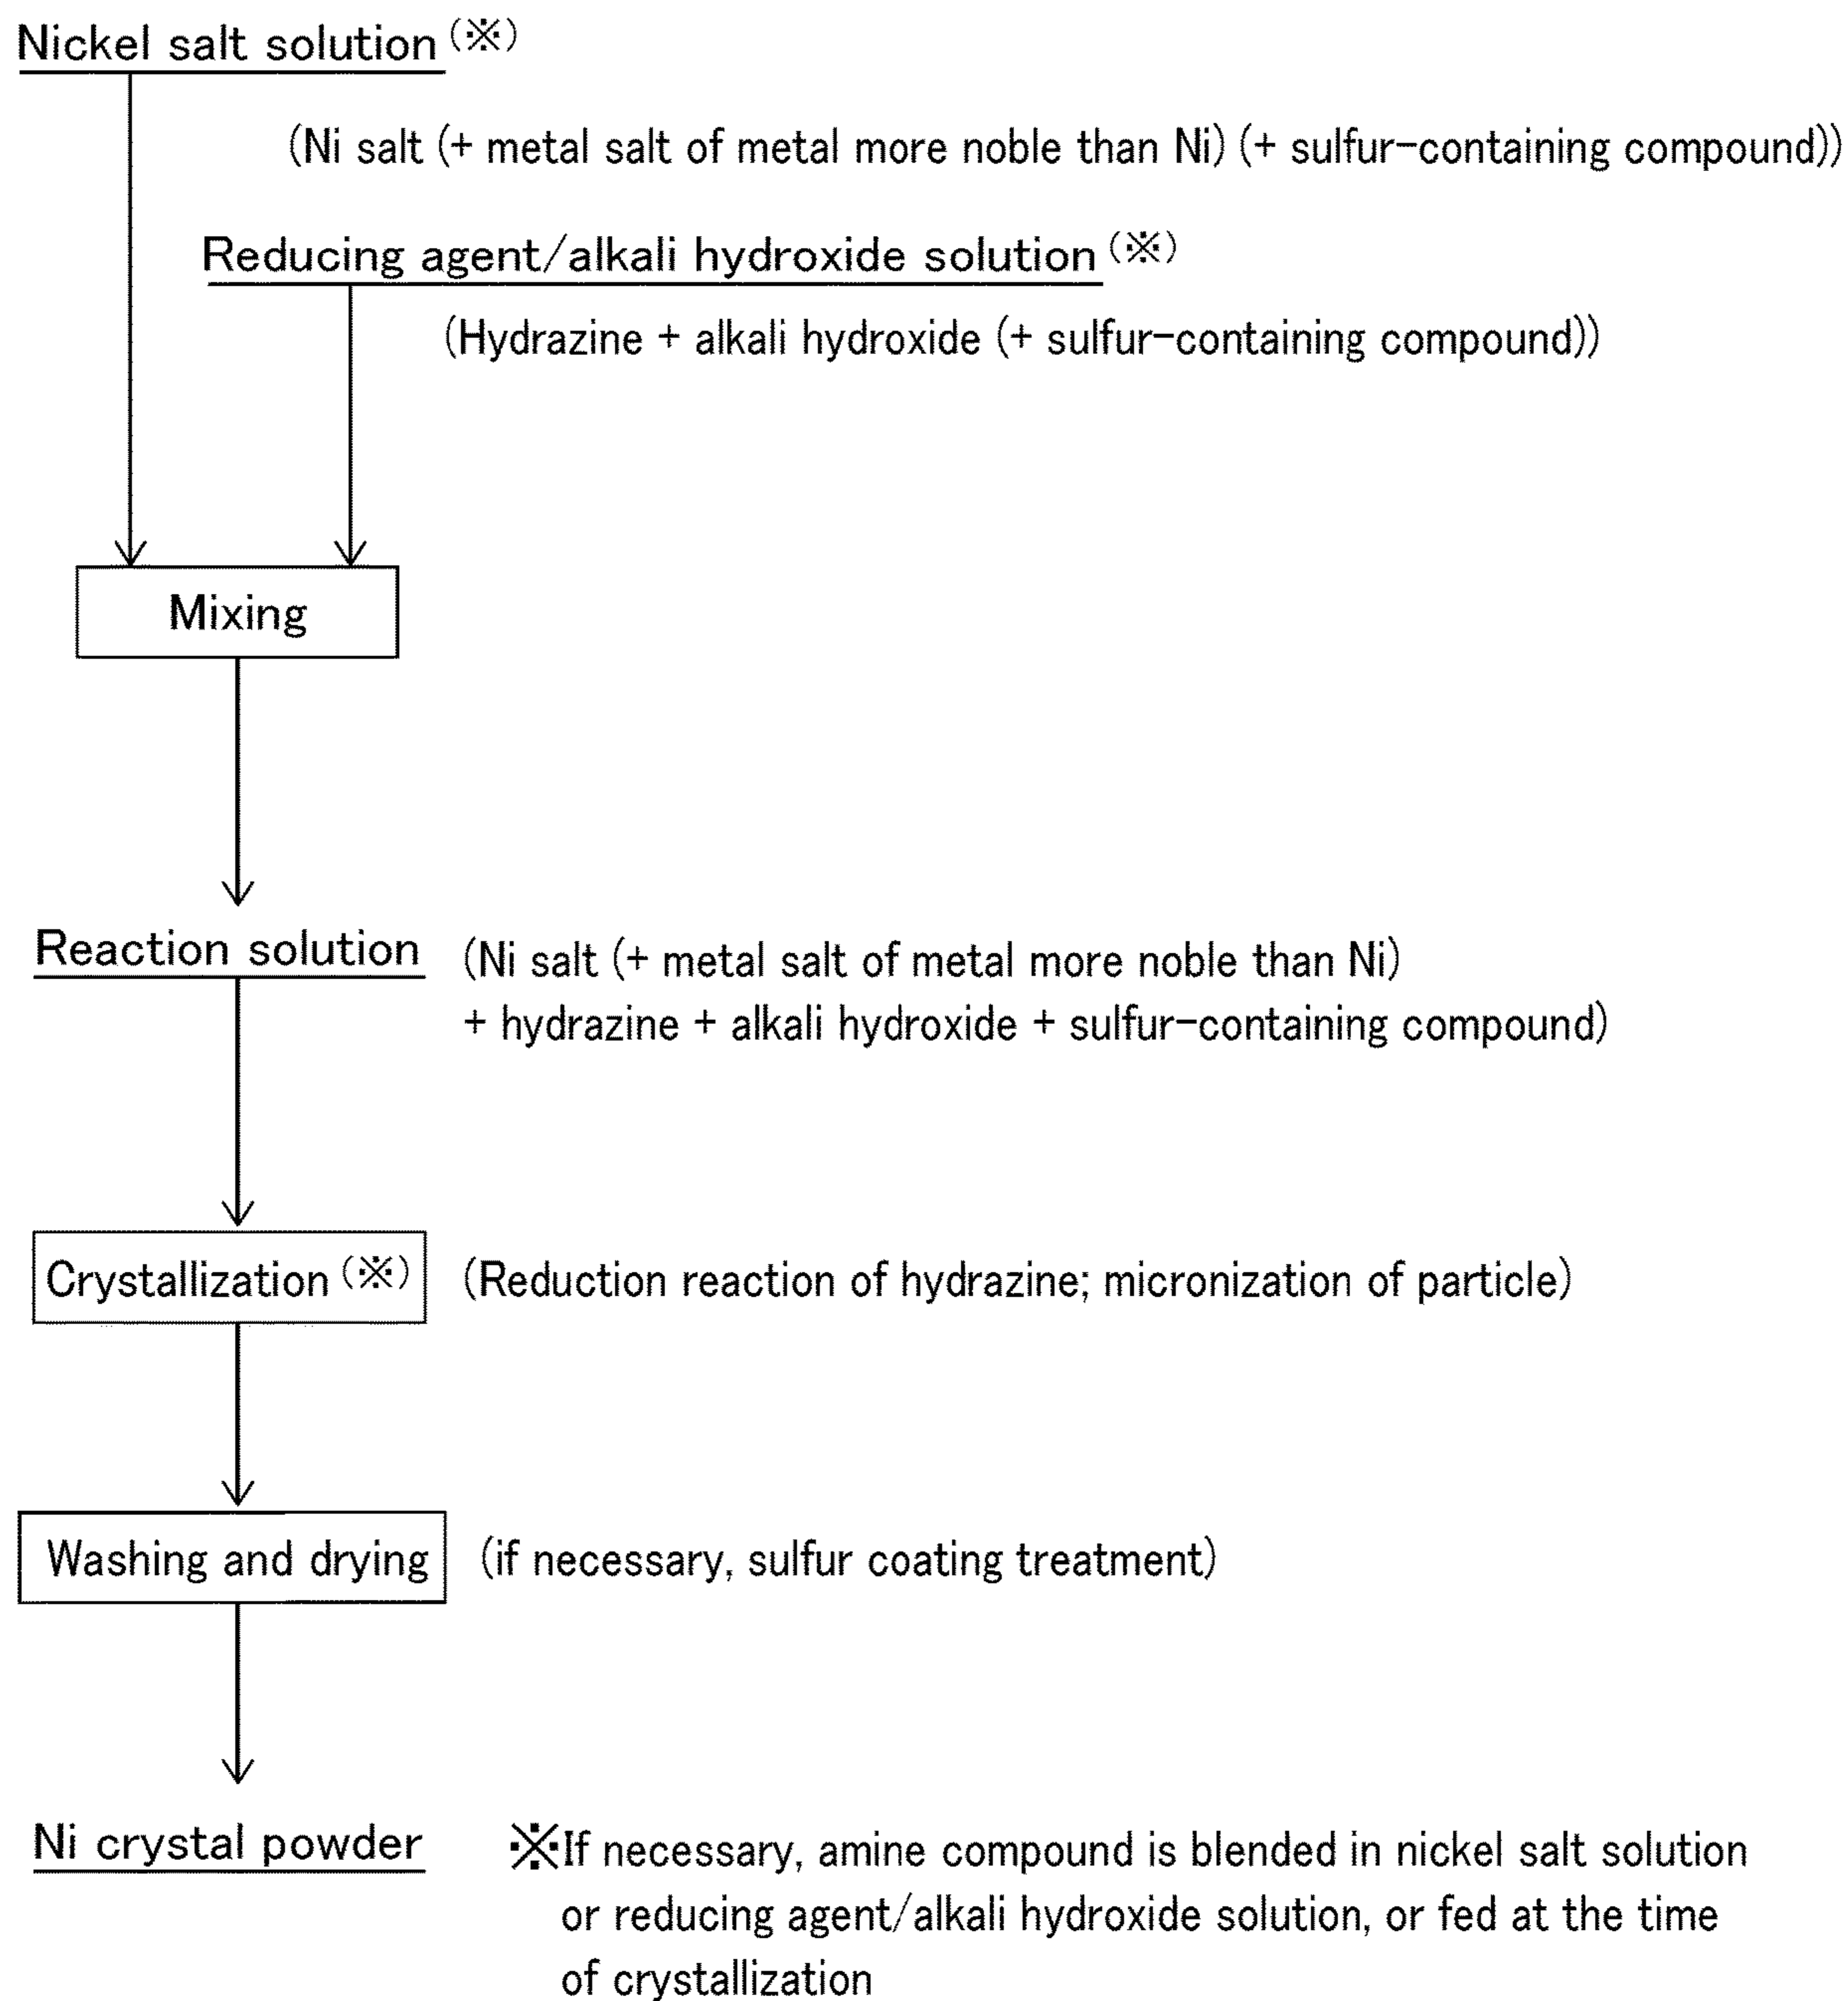 Nickel salt solution(※)
(Ni salt (+ metal salt of metal more noble than Ni) (+ sulfur-containing compound))
Reducing agent/alkali hydroxide solution(※)
(Hydrazine + alkali hydroxide (+ sulfur-containing compound))
Mixing
Reaction solution
(Ni salt (+ metal salt of metal more noble than Ni)
+ hydrazine + alkali hydroxide + sulfur-containing compound)
Crystallization(※)
(Reduction reaction of hydrazine; micronization of particle)
Washing and drying
(if necessary, sulfur coating treatment)
Ni crystal powder
※If necessary, amine compound is blended in nickel salt solution
or reducing agent/alkali hydroxide solution, or fed at the time
of crystallization